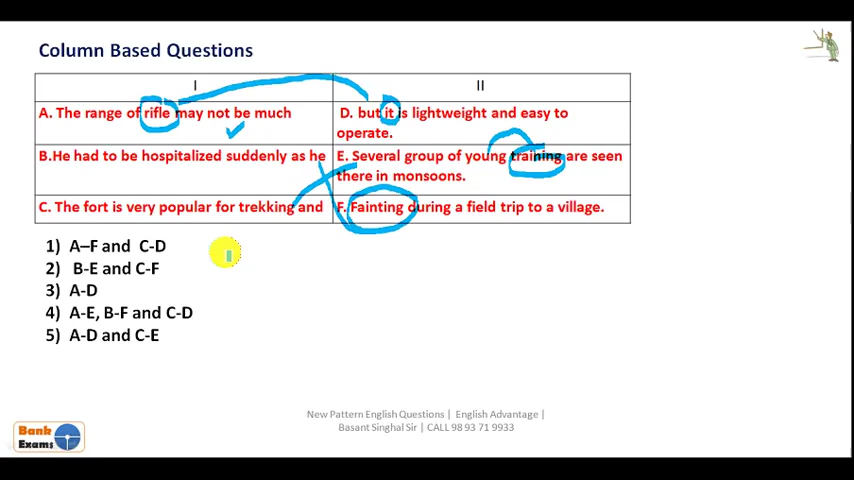 Column Based Questions
I
II
A. The range of rifle may not be much
D. but it is lightweight and easy to
operate.
B.He had to be hospitalized suddenly as he
E. Several group of young training are seen
there in monsoons.
C. The fort is very popular for trekking and
F. Fainting during a field trip to a village.
1) A–F and C-D
2) B-E and C-F
3) A-D
4) A-E, B-F and C-D
5) A-D and C-E
New Pattern English Questions | English Advantage |
Basant Singhal Sir | CALL 98 93 71 9933
Bank
Exams